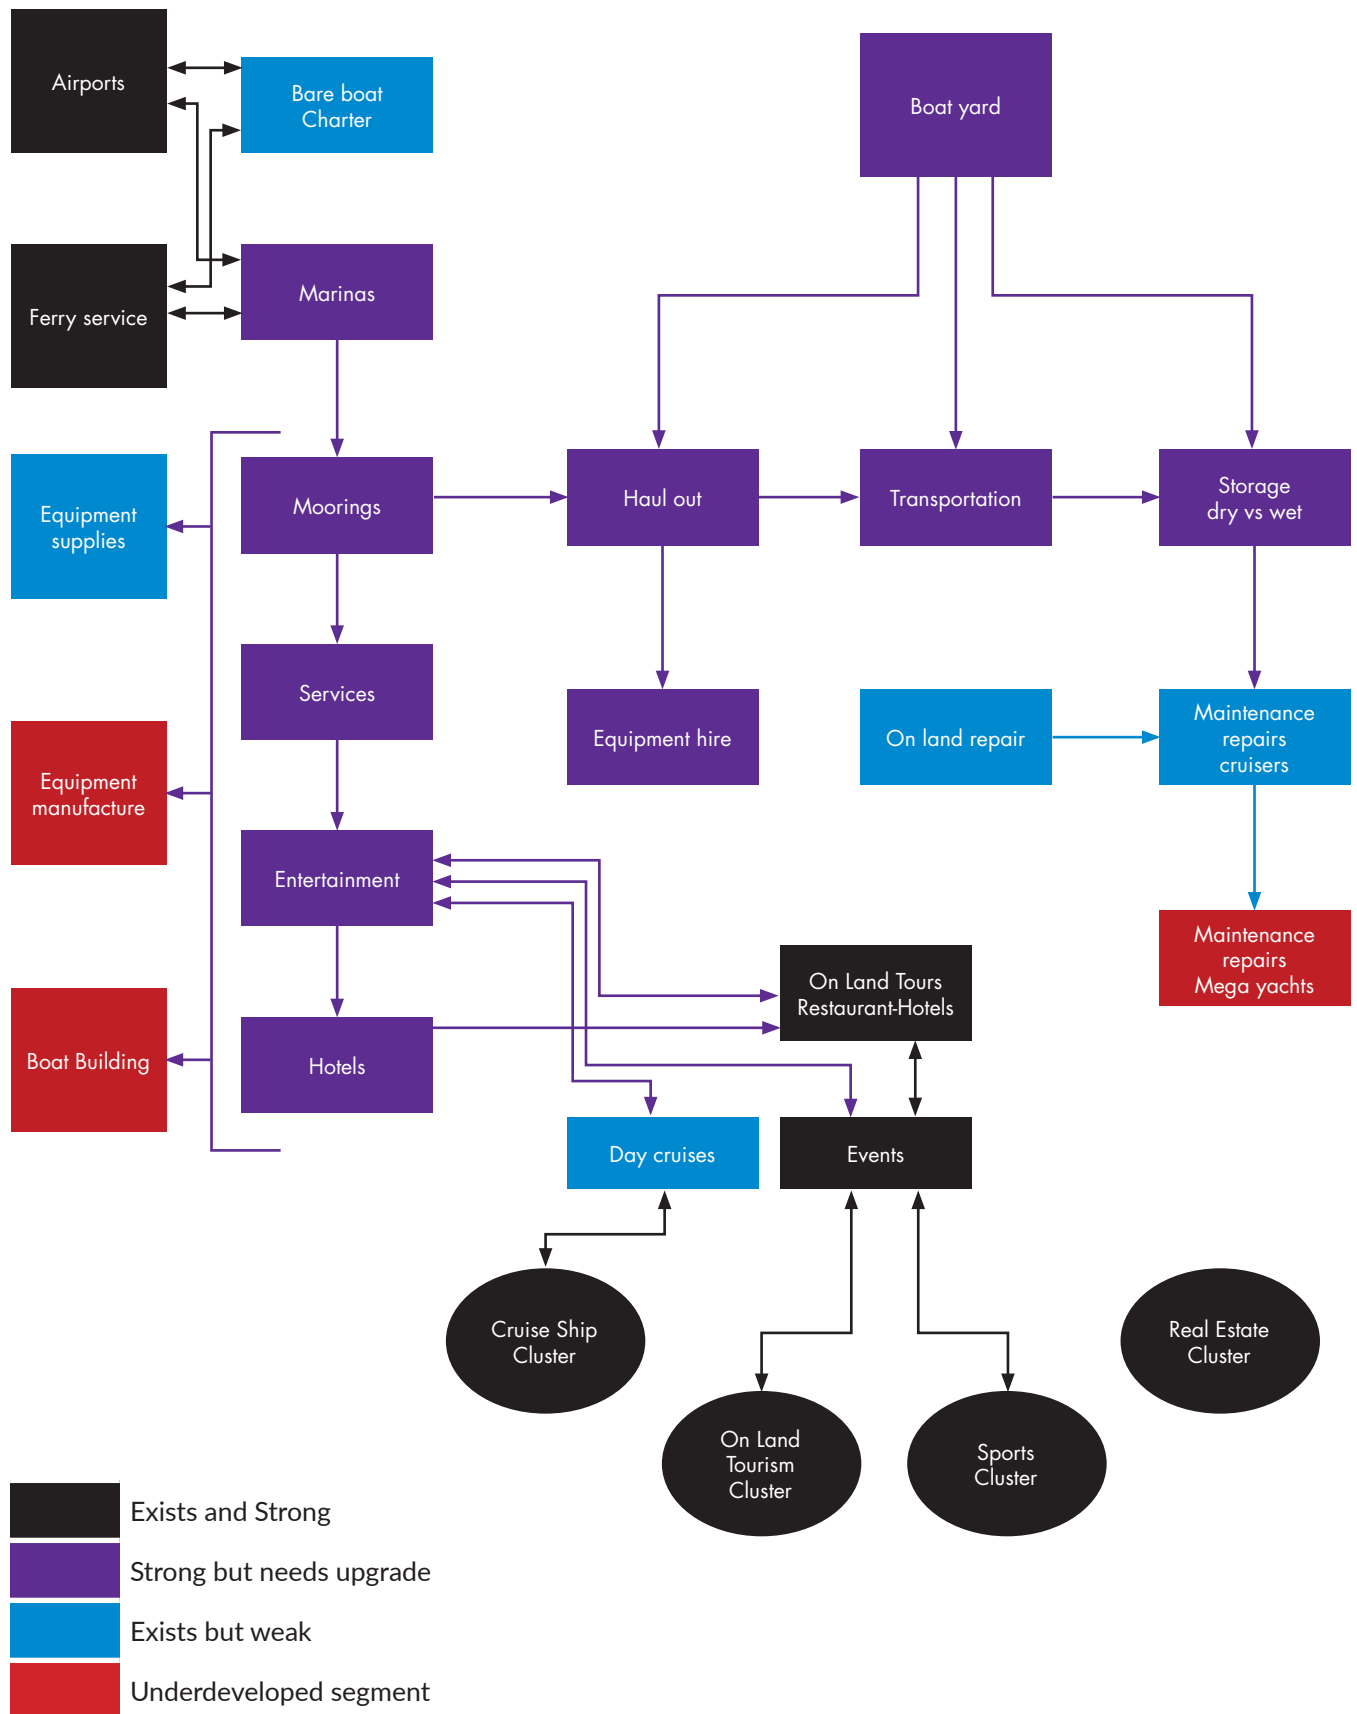 Airports
Bare boat
Charter
Boat yard
Ferry service
Marinas
Equipment
supplies
Moorings
Haul out
Transportation
Storage
dry vs wet
Services
Equipment hire
On land repair
Maintenance
repairs
cruisers
Equipment
manufacture
Entertainment
Maintenance
repairs
Mega yachts
On Land Tours
Restaurant-Hotels
Boat Building
Hotels
Day cruises
Events
Cruise Ship
Cluster
Real Estate
Cluster
On Land
Tourism
Cluster
Sports
Cluster
Exists and Strong
Strong but needs upgrade
Exists but weak
Underdeveloped segment